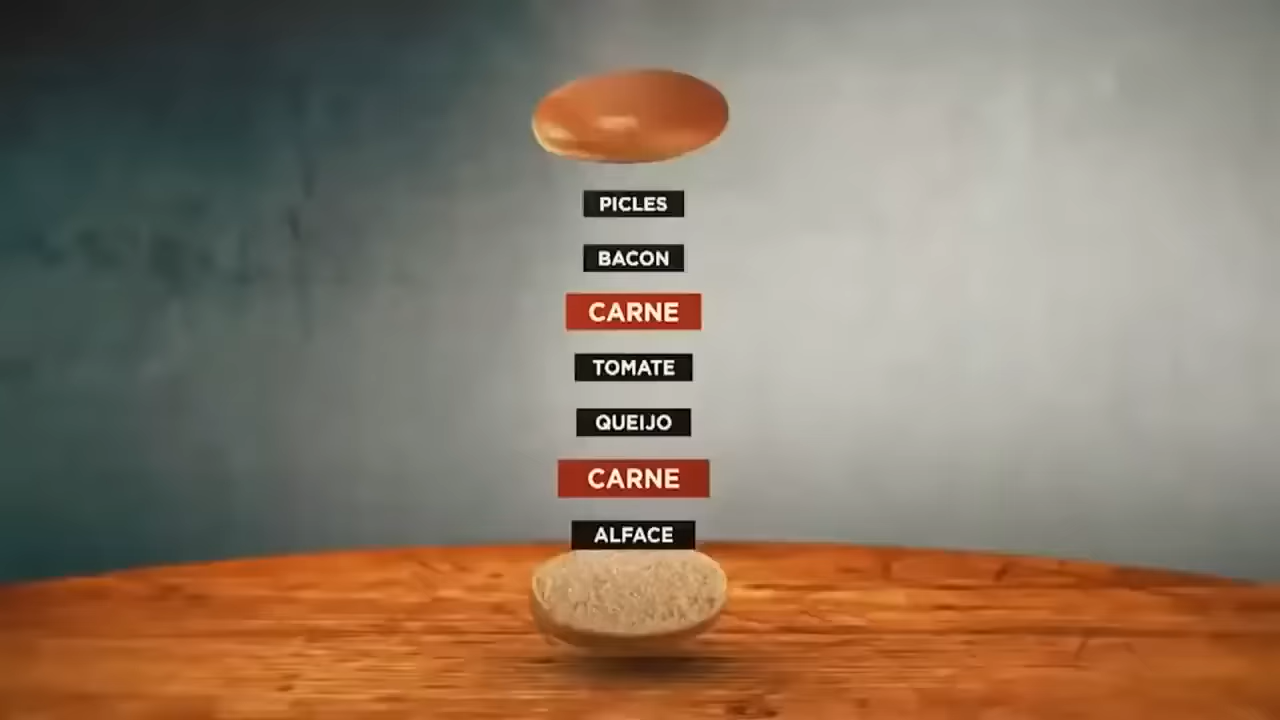 PICLES
BACON
CARNE
TOMATE
QUEIJO
CARNE
ALFACE